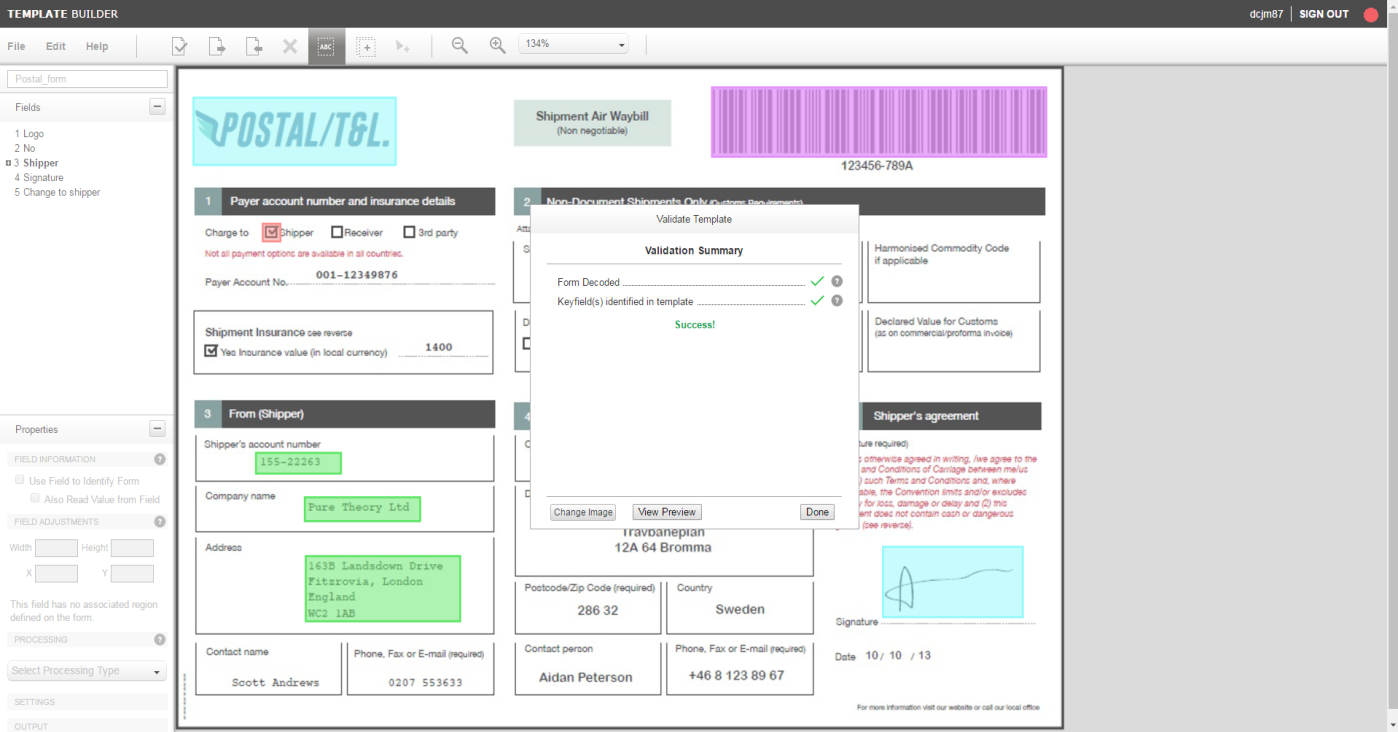 TEMPLATE BUILDER
dcjm87 SIGN OUT
File Edit Help
ABC
134%
Postal_form
Fields
1 Logo
2 No
3 Shipper
4 Signature
5 Change to shipper
Properties
FIELD INFORMATION ?
Use Field to Identify Form
Also Read Value from Field
FIELD ADJUSTMENTS ?
Width Height
X Y
This field has no associated region
defined on the form.
PROCESSING ?
Select Processing Type
SETTINGS
OUTPUT
POSTAL/T&L.
Shipment Air Waybill
(Non negotiable)
123456-789A
1 Payer account number and insurance details
Charge to Shipper Receiver 3rd party
Not all payment options are available in all countries.
Payer Account No. 001-12349876
Shipment Insurance see reverse
Yes Insurance value (in local currency) 1400
2 Non-Document Shipments Only (Customs Requirements)
Harmonised Commodity Code
if applicable
Declared Value for Customs
(as on commercial/proforma invoice)
Validate Template
Validation Summary
Form Decoded ?
Keyfield(s) identified in template ?
Success!
Change Image View Preview Done
3 From (Shipper)
Shipper's account number
155-22263
Company name
Pure Theory Ltd
Address
163B Landsdown Drive
Fitzrovia, London
England
WC2 1AB
Contact name
Scott Andrews
Phone, Fax or E-mail (required)
0207 553633
4
Travbaneplan
12A 64 Bromma
Postcode/Zip Code (required)
286 32
Country
Sweden
Contact person
Aidan Peterson
Phone, Fax or E-mail (required)
+46 8 123 89 67
Shipper's agreement
required)
otherwise agreed in writing, /we agree to the
and Conditions of Carriage between me/us
) such Terms and Conditions and, where
the Convention limits and/or excludes
for loss, damage or delay and (2) this
does not contain cash or dangerous
(see reverse).
Signature
Date 10/ 10 / 13
For more information visit our website or call our local office